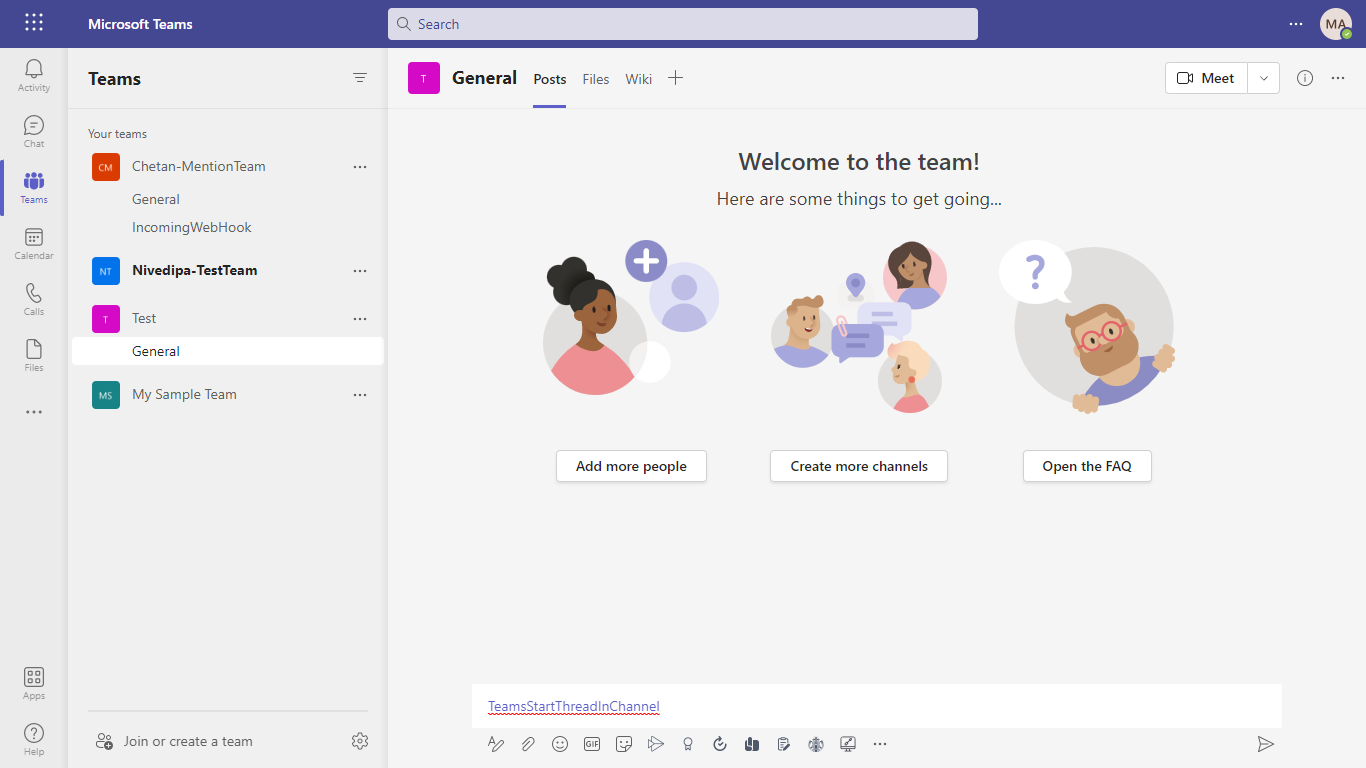 Microsoft Teams
Search
MA
Activity
Chat
Teams
Calendar
Calls
Files
Apps
Help
Teams
Your teams
CM Chetan-MentionTeam
General
IncomingWebHook
NT Nivedipa-TestTeam
T Test
General
MS My Sample Team
Join or create a team
T General Posts Files Wiki
Meet
Welcome to the team!
Here are some things to get going...
?
Add more people
Create more channels
Open the FAQ
TeamsStartThreadInChannel
GIF